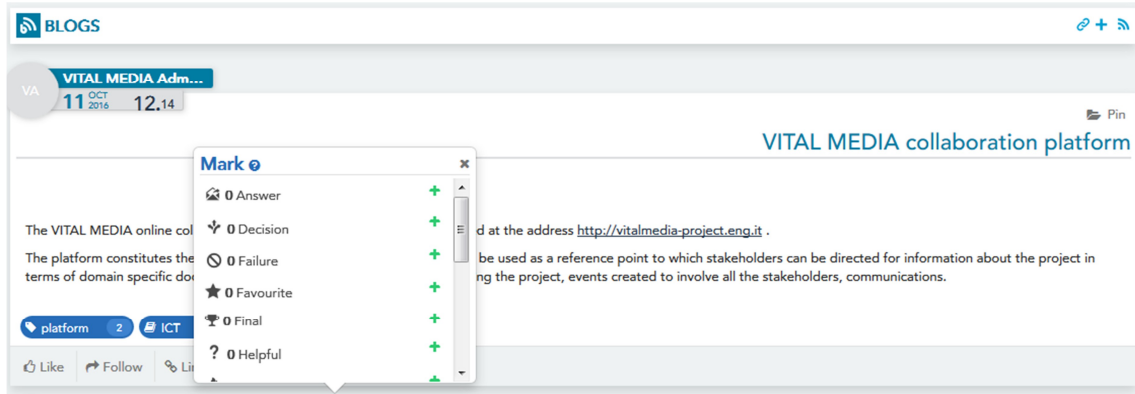 BLOGS
VA
VITAL MEDIA Adm...
11 OCT 2016 12.14
Pin
VITAL MEDIA collaboration platform
Mark
0 Answer
0 Decision
0 Failure
0 Favourite
0 Final
0 Helpful
The VITAL MEDIA online col d at the address http://vitalmedia-project.eng.it .
The platform constitutes the be used as a reference point to which stakeholders can be directed for information about the project in
terms of domain specific do ng the project, events created to involve all the stakeholders, communications.
platform 2 ICT
Like Follow Li